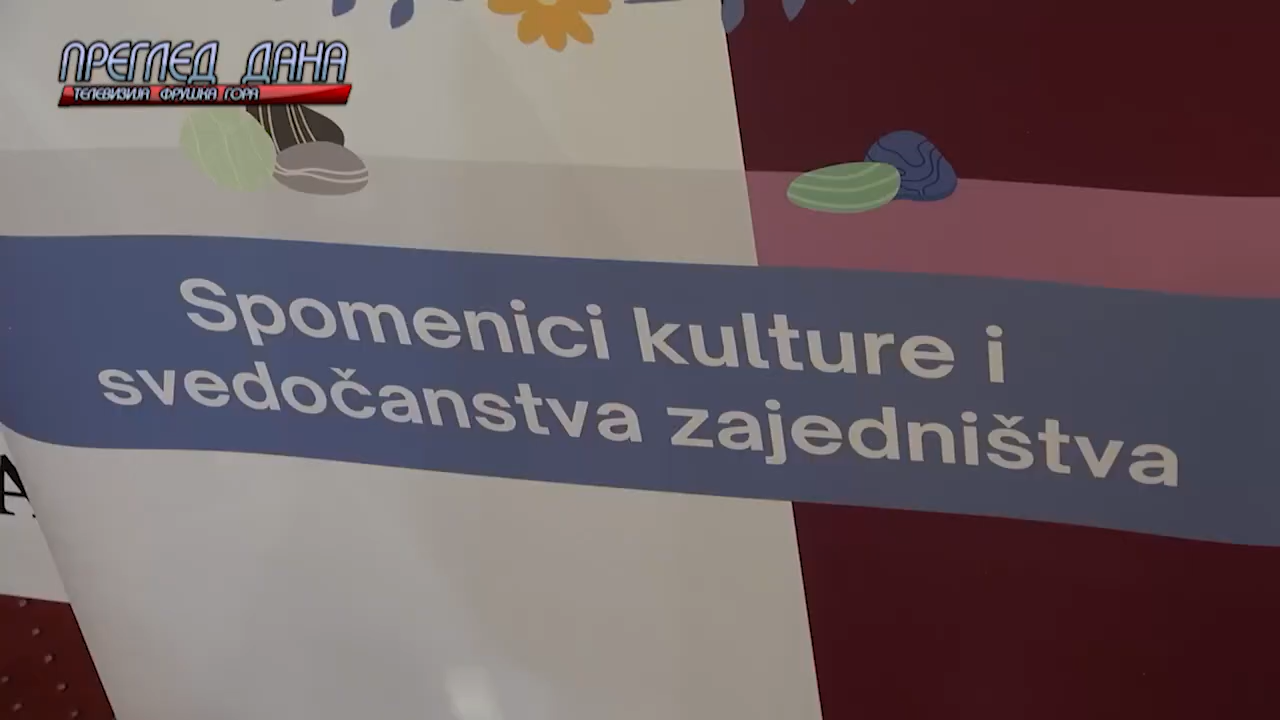 ПРЕГЛЕД ДАНА
ТЕЛЕВИЗИЈА ФРУШКА ГОРА
Spomenici kulture i
svedočanstva zajedništva
A